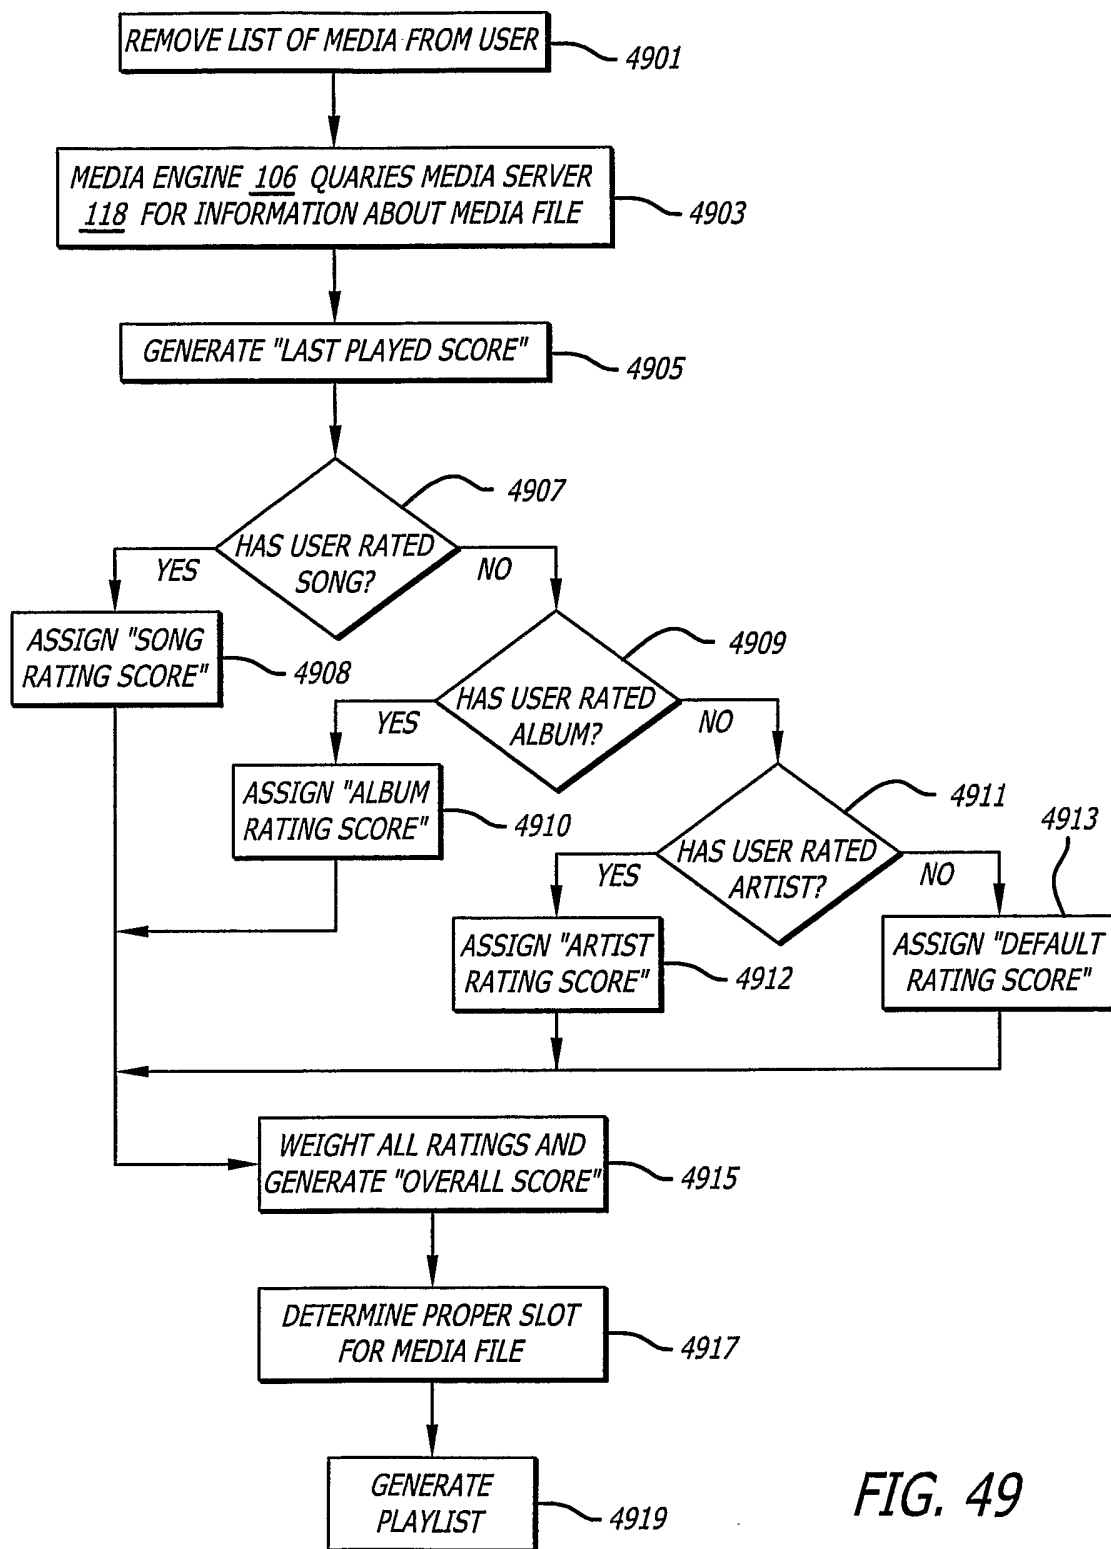 REMOVE LIST OF MEDIA FROM USER
4901
MEDIA ENGINE 106 QUARIES MEDIA SERVER
118 FOR INFORMATION ABOUT MEDIA FILE
4903
GENERATE "LAST PLAYED SCORE"
4905
4907
HAS USER RATED
SONG?
YES
NO
ASSIGN "SONG
RATING SCORE"
4908
4909
HAS USER RATED
ALBUM?
YES
NO
ASSIGN "ALBUM
RATING SCORE"
4910
4911
HAS USER RATED
ARTIST?
YES
NO
4913
ASSIGN "ARTIST
RATING SCORE"
4912
ASSIGN "DEFAULT
RATING SCORE"
WEIGHT ALL RATINGS AND
GENERATE "OVERALL SCORE"
4915
DETERMINE PROPER SLOT
FOR MEDIA FILE
4917
GENERATE
PLAYLIST
4919
FIG. 49